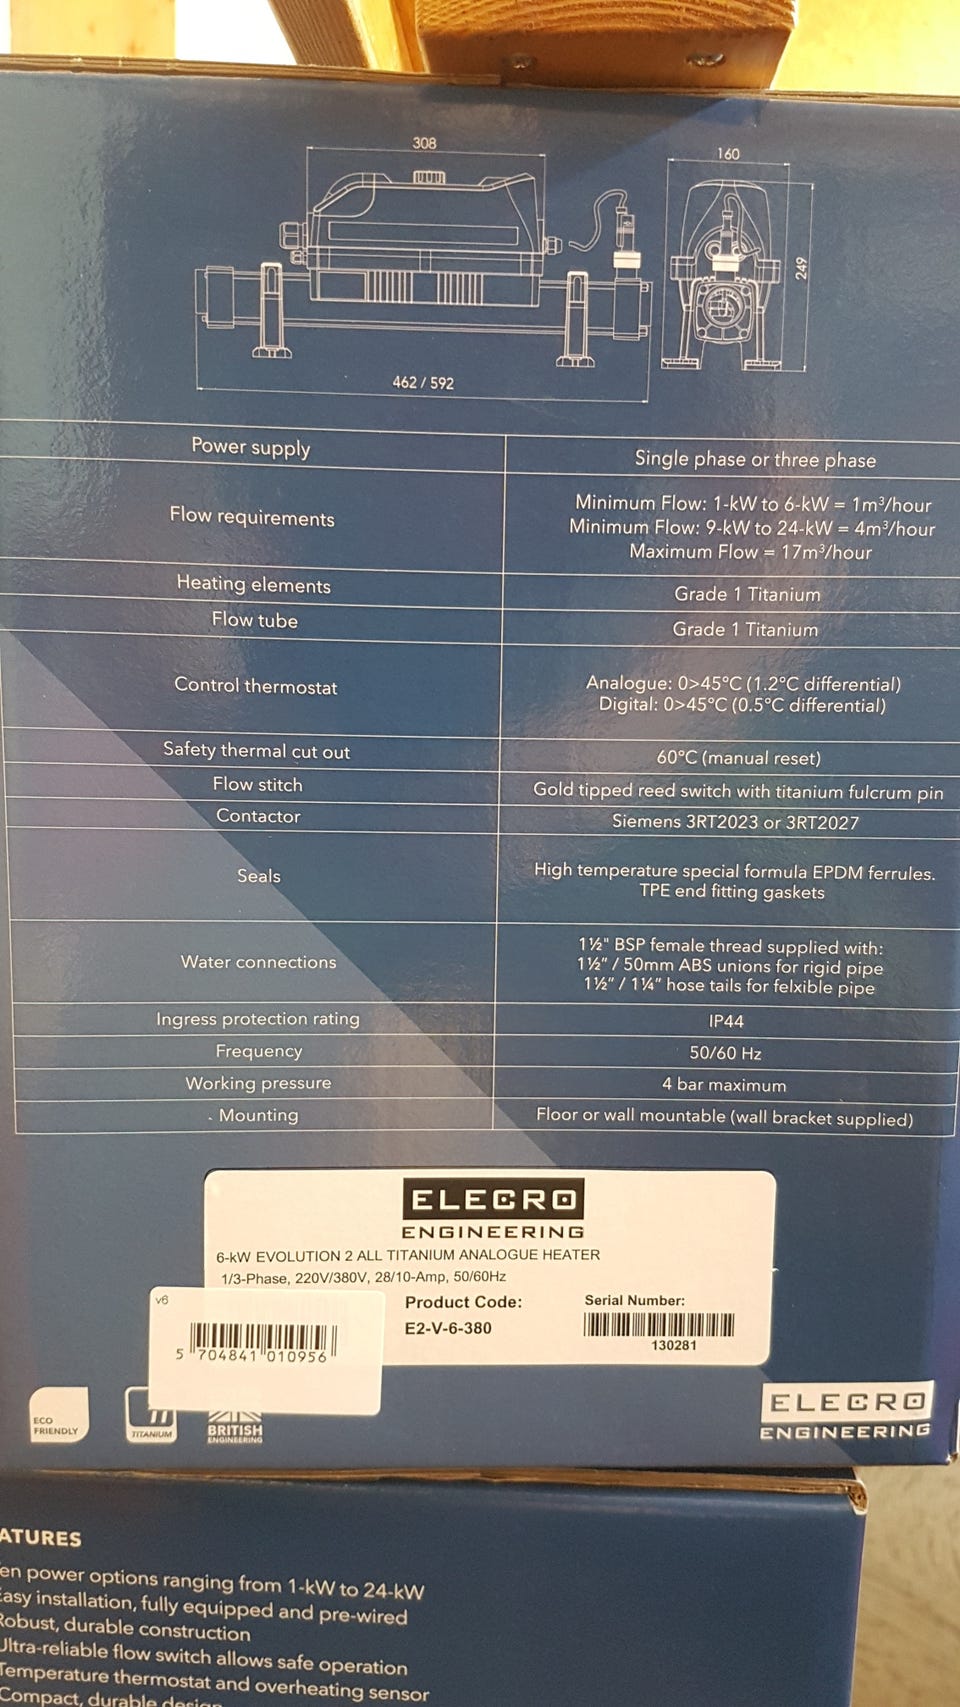 308
160
249
462 / 592
Power supply
Single phase or three phase
Flow requirements
Minimum Flow: 1-kW to 6-kW = 1m³/hour
Minimum Flow: 9-kW to 24-kW = 4m³/hour
Maximum Flow = 17m³/hour
Heating elements
Grade 1 Titanium
Flow tube
Grade 1 Titanium
Control thermostat
Analogue: 0>45°C (1.2°C differential)
Digital: 0>45°C (0.5°C differential)
Safety thermal cut out
60°C (manual reset)
Flow stitch
Gold tipped reed switch with titanium fulcrum pin
Contactor
Siemens 3RT2023 or 3RT2027
Seals
High temperature special formula EPDM ferrules.
TPE end fitting gaskets
Water connections
1½" BSP female thread supplied with:
1½" / 50mm ABS unions for rigid pipe
1½" / 1¼" hose tails for felxible pipe
Ingress protection rating
IP44
Frequency
50/60 Hz
Working pressure
4 bar maximum
Mounting
Floor or wall mountable (wall bracket supplied)
ELECRO
ENGINEERING
6-kW EVOLUTION 2 ALL TITANIUM ANALOGUE HEATER
1/3-Phase, 220V/380V, 28/10-Amp, 50/60Hz
Product Code:
E2-V-6-380
Serial Number:
130281
v6
5 704841 010956
ECO
FRIENDLY
TITANIUM
BRITISH
ENGINEERING
ELECRO
ENGINEERING
ATURES
en power options ranging from 1-kW to 24-kW
Easy installation, fully equipped and pre-wired
Robust, durable construction
Ultra-reliable flow switch allows safe operation
Temperature thermostat and overheating sensor
Compact, durable design